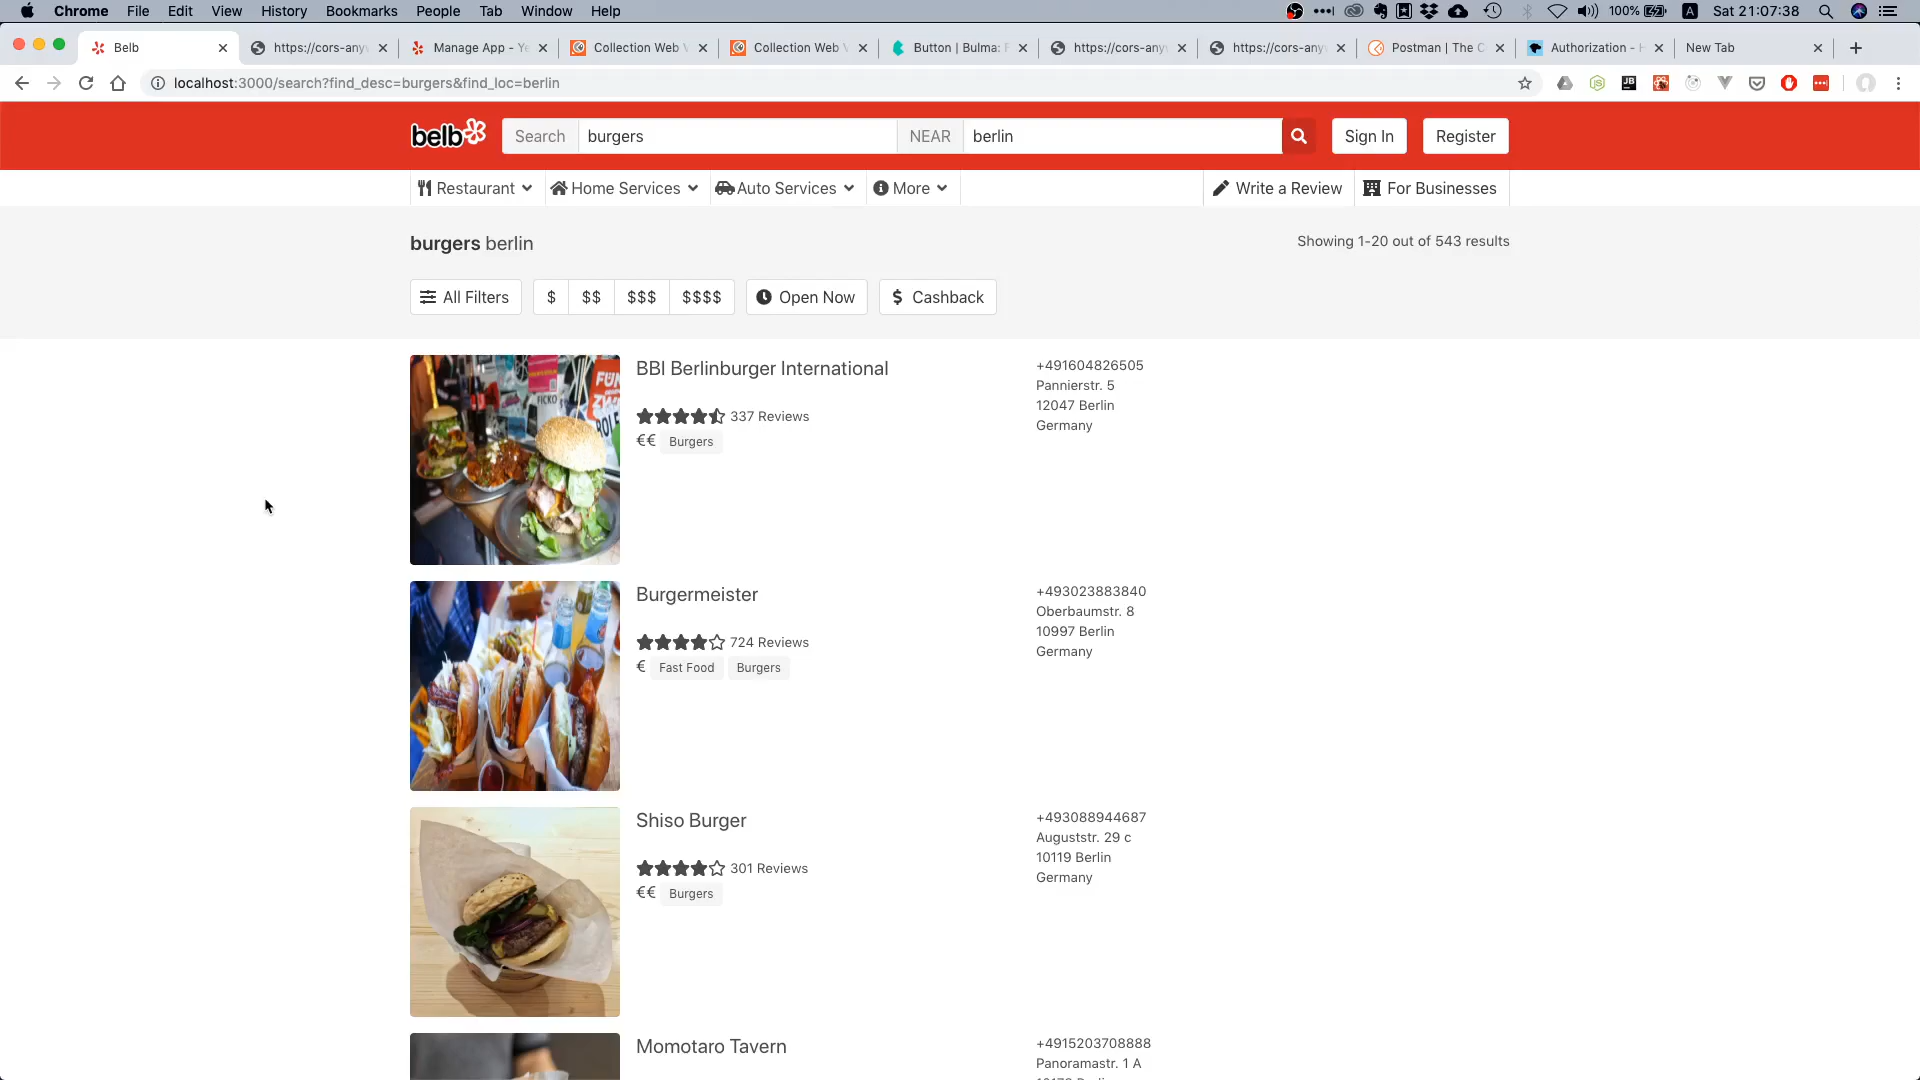 Chrome File Edit View History Bookmarks People Tab Window Help 100% A Sat 21:07:38
Belb https://cors-any Manage App - Ye Collection Web V Collection Web V Button | Bulma: F https://cors-any https://cors-any Postman | The C Authorization - H New Tab
localhost:3000/search?find_desc=burgers&find_loc=berlin
belb Search burgers NEAR berlin Sign In Register
Restaurant Home Services Auto Services More Write a Review For Businesses
burgers berlin Showing 1-20 out of 543 results
All Filters $ $$ $$$ $$$$ Open Now $ Cashback
BBI Berlinburger International +491604826505
Pannierstr. 5
12047 Berlin
337 Reviews Germany
€€ Burgers
Burgermeister +493023883840
Oberbaumstr. 8
10997 Berlin
724 Reviews Germany
€ Fast Food Burgers
Shiso Burger +493088944687
Auguststr. 29 c
10119 Berlin
301 Reviews Germany
€€ Burgers
Momotaro Tavern +4915203708888
Panoramastr. 1 A